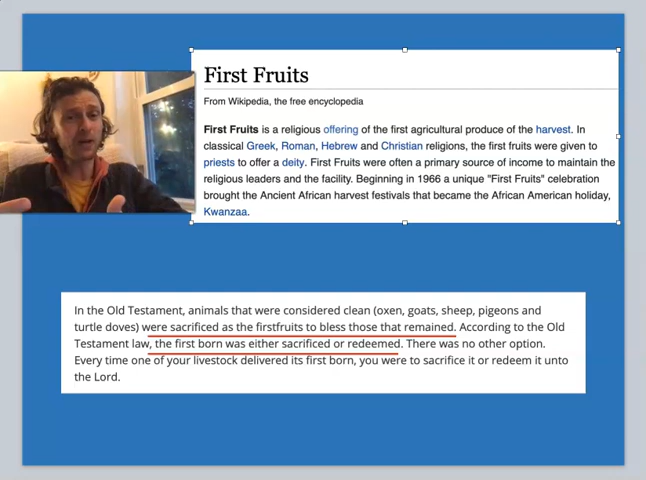 First Fruits
From Wikipedia, the free encyclopedia
First Fruits is a religious offering of the first agricultural produce of the harvest. In
classical Greek, Roman, Hebrew and Christian religions, the first fruits were given to
priests to offer a deity. First Fruits were often a primary source of income to maintain the
religious leaders and the facility. Beginning in 1966 a unique "First Fruits" celebration
brought the Ancient African harvest festivals that became the African American holiday,
Kwanzaa.
In the Old Testament, animals that were considered clean (oxen, goats, sheep, pigeons and
turtle doves) were sacrificed as the firstfruits to bless those that remained. According to the Old
Testament law, the first born was either sacrificed or redeemed. There was no other option.
Every time one of your livestock delivered its first born, you were to sacrifice it or redeem it unto
the Lord.